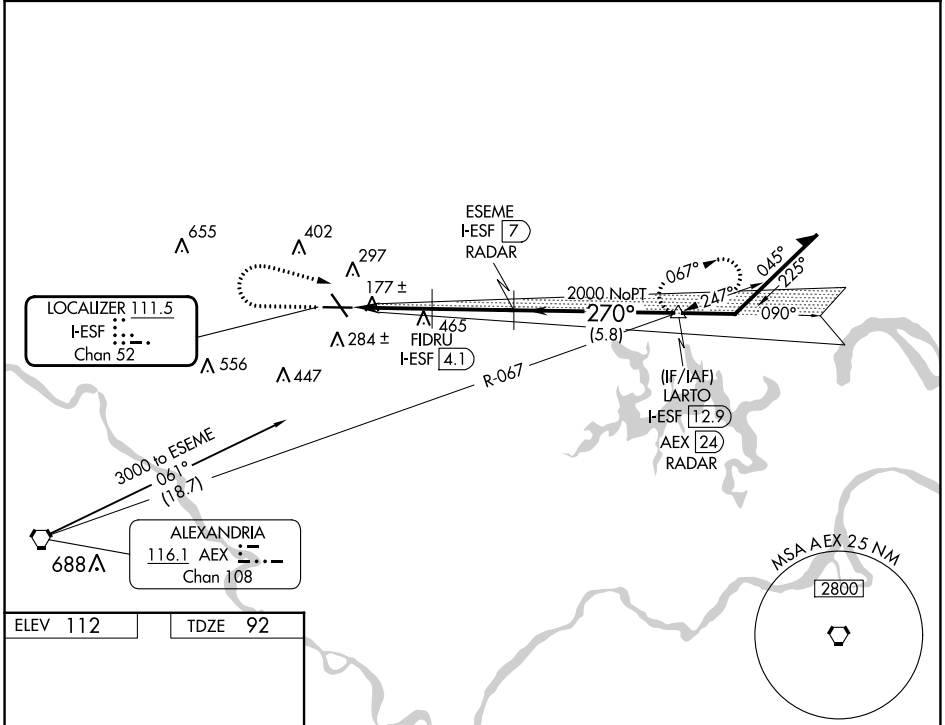 655
402
297
177 ±
ESEME
I-ESF 7
RADAR
067°
045°
225°
247°
2000 NoPT
270°
(5.8)
090°
LOCALIZER 111.5
I-ESF
Chan 52
465
FIDRU
I-ESF 4.1
284 ±
556
447
R-067
(IF/IAF)
LARTO
I-ESF 12.9
AEX 24
RADAR
3000 to ESEME
061°
(18.7)
688
ALEXANDRIA
116.1 AEX
Chan 108
MSA AEX 25 NM
2800
ELEV 112
TDZE 92